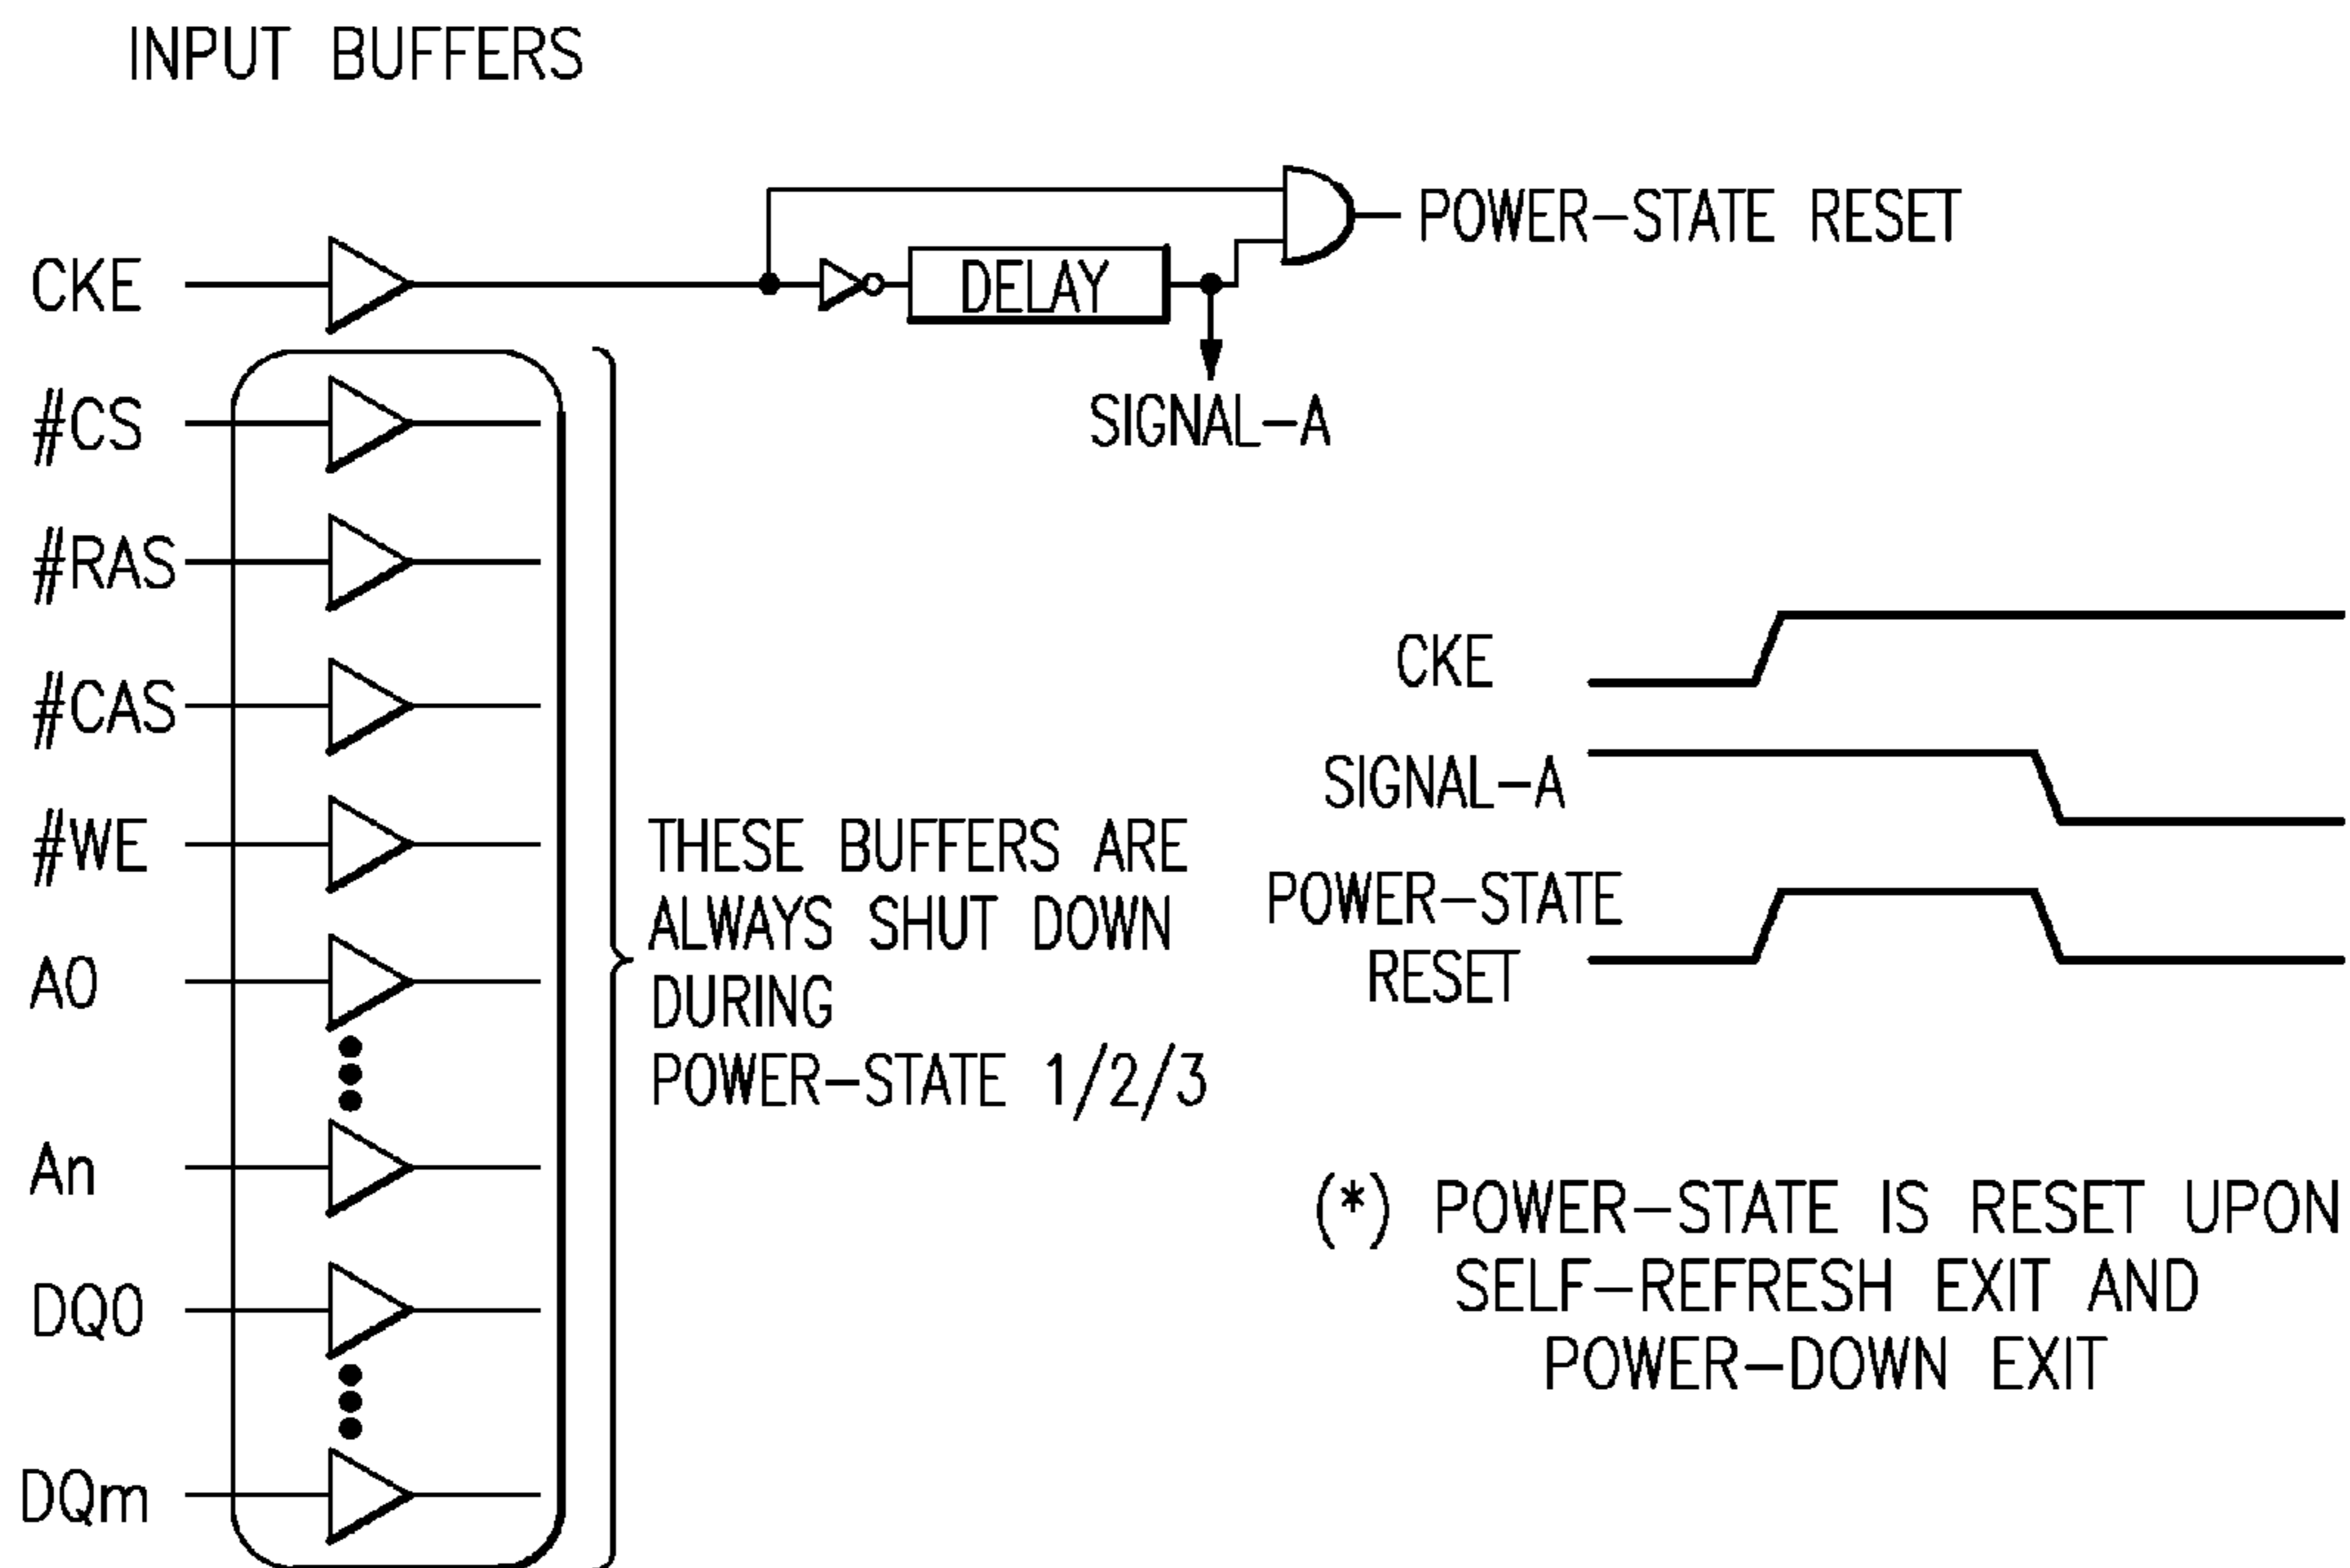 INPUT BUFFERS
POWER-STATE RESET
CKE
DELAY
SIGNAL-A
#CS
#RAS
#CAS
#WE
A0
An
DQ0
DQm
THESE BUFFERS ARE
ALWAYS SHUT DOWN
DURING
POWER-STATE 1/2/3
CKE
SIGNAL-A
POWER-STATE
RESET
(*) POWER-STATE IS RESET UPON
SELF-REFRESH EXIT AND
POWER-DOWN EXIT